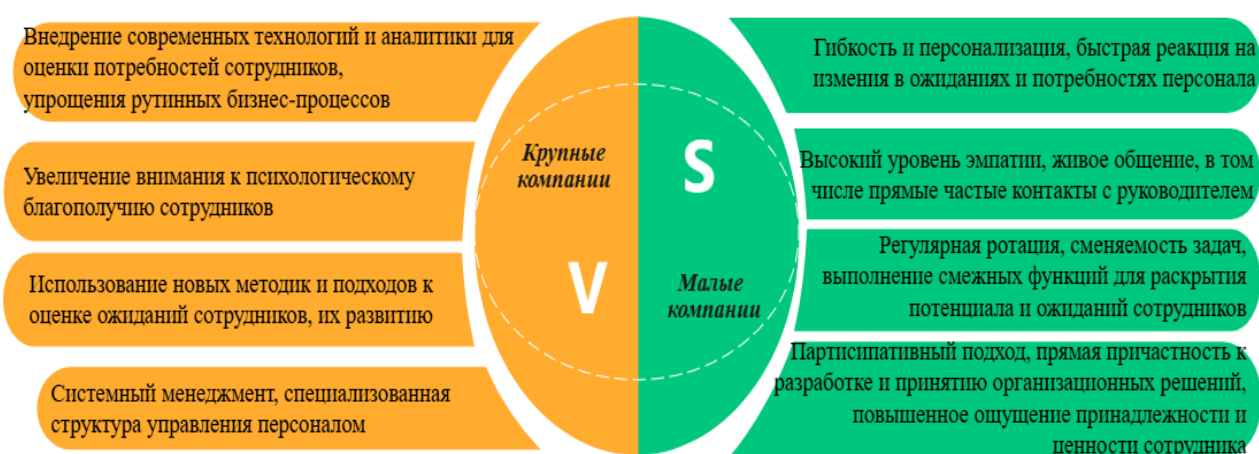 Внедрение современных технологий и аналитики для
оценки потребностей сотрудников,
упрощения рутинных бизнес-процессов
Увеличение внимания к психологическому
благополучию сотрудников
Использование новых методик и подходов к
оценке ожиданий сотрудников, их развитию
Системный менеджмент, специализированная
структура управления персоналом
Крупные
компании
V
S
Малые
компании
Гибкость и персонализация, быстрая реакция на
измения в ожиданиях и потребностях персонала
Высокий уровень эмпатии, живое общение, в том
числе прямые частые контакты с руководителем
Регулярная ротация, сменяемость задач,
выполнение смежных функций для раскрытия
потенциала и ожиданий сотрудников
Партисипативный подход, прямая причастность к
разработке и принятию организационных решений,
повышенное ощущение принадлежности и
ценности сотрудника